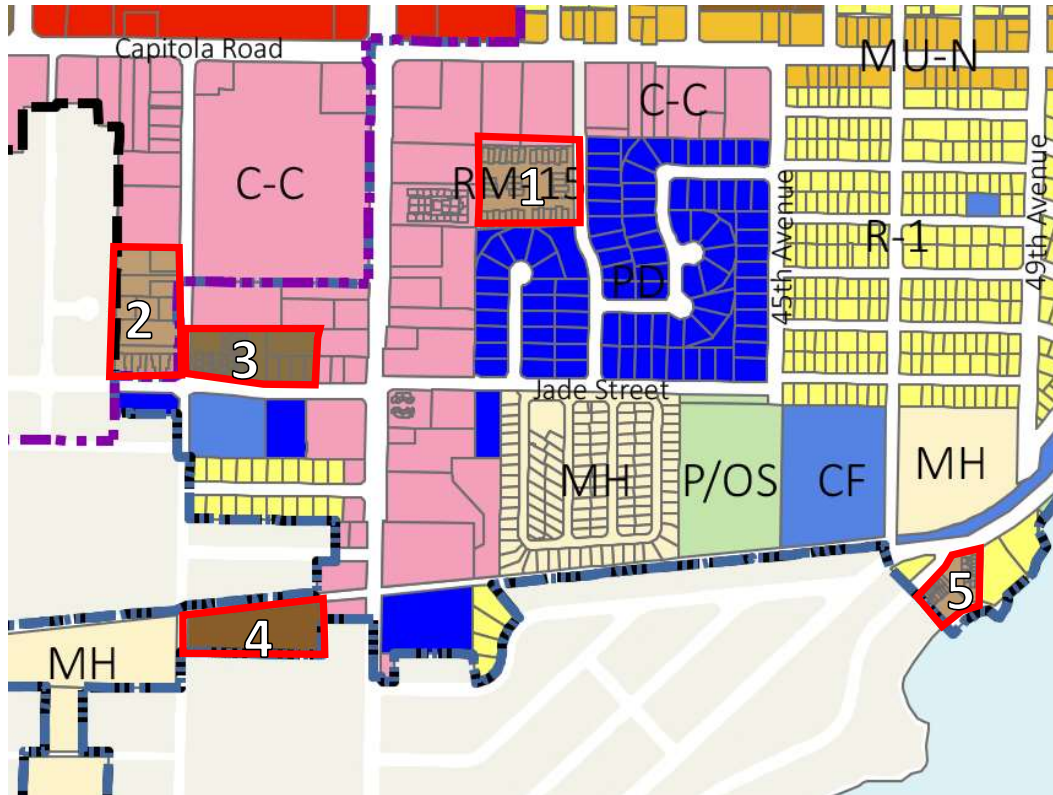 Capitola Road
MU-N
C-C
C-C
RM-15
1
45th Avenue
49th Avenue
R-1
PD
2
3
Jade Street
MH
P/OS
CF
MH
5
4
MH